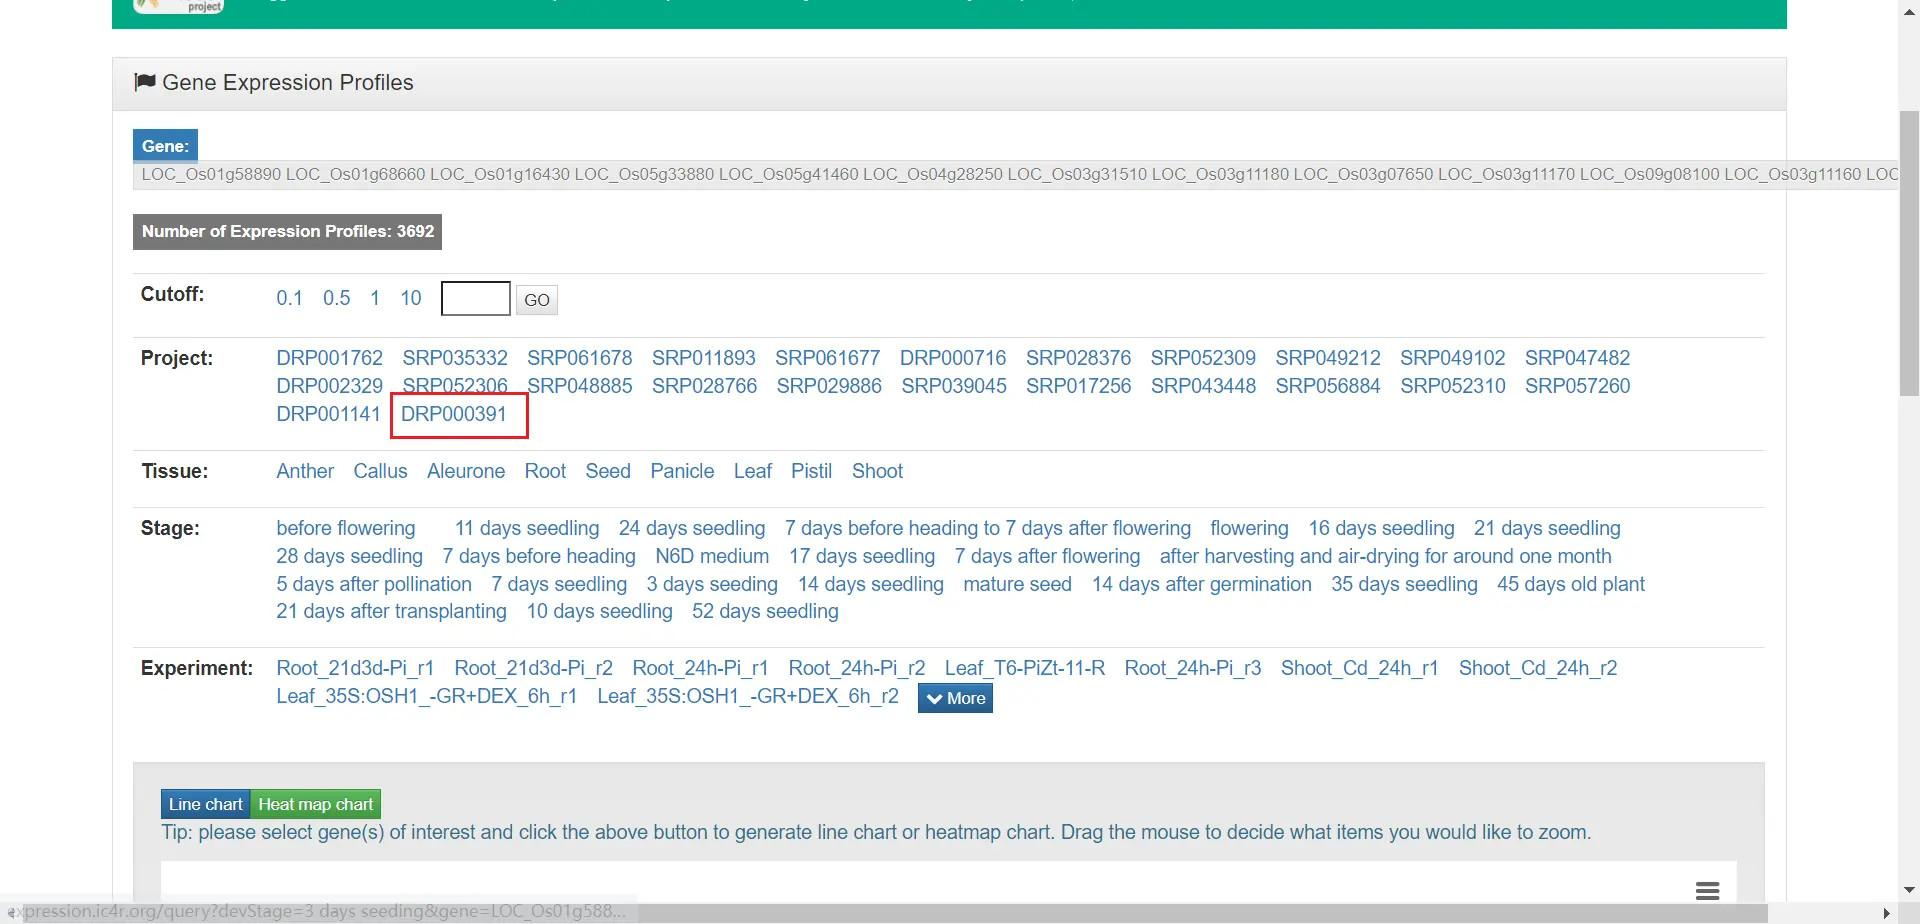 project
Gene Expression Profiles
Gene:
LOC_Os01g58890 LOC_Os01g68660 LOC_Os01g16430 LOC_Os05g33880 LOC_Os05g41460 LOC_Os04g28250 LOC_Os03g31510 LOC_Os03g11180 LOC_Os03g07650 LOC_Os03g11170 LOC_Os09g08100 LOC_Os03g11160 LOC
Number of Expression Profiles: 3692
Cutoff: 0.1 0.5 1 10 GO
Project: DRP001762 SRP035332 SRP061678 SRP011893 SRP061677 DRP000716 SRP028376 SRP052309 SRP049212 SRP049102 SRP047482
DRP002329 SRP052306 SRP048885 SRP028766 SRP029886 SRP039045 SRP017256 SRP043448 SRP056884 SRP052310 SRP057260
DRP001141 DRP000391
Tissue: Anther Callus Aleurone Root Seed Panicle Leaf Pistil Shoot
Stage: before flowering 11 days seedling 24 days seedling 7 days before heading to 7 days after flowering flowering 16 days seedling 21 days seedling
28 days seedling 7 days before heading N6D medium 17 days seedling 7 days after flowering after harvesting and air-drying for around one month
5 days after pollination 7 days seedling 3 days seeding 14 days seedling mature seed 14 days after germination 35 days seedling 45 days old plant
21 days after transplanting 10 days seedling 52 days seedling
Experiment: Root_21d3d-Pi_r1 Root_21d3d-Pi_r2 Root_24h-Pi_r1 Root_24h-Pi_r2 Leaf_T6-PiZt-11-R Root_24h-Pi_r3 Shoot_Cd_24h_r1 Shoot_Cd_24h_r2
Leaf_35S:OSH1_-GR+DEX_6h_r1 Leaf_35S:OSH1_-GR+DEX_6h_r2 More
Line chart Heat map chart
Tip: please select gene(s) of interest and click the above button to generate line chart or heatmap chart. Drag the mouse to decide what items you would like to zoom.
expression.ic4r.org/query?devStage=3 days seeding&gene=LOC_Os01g588...